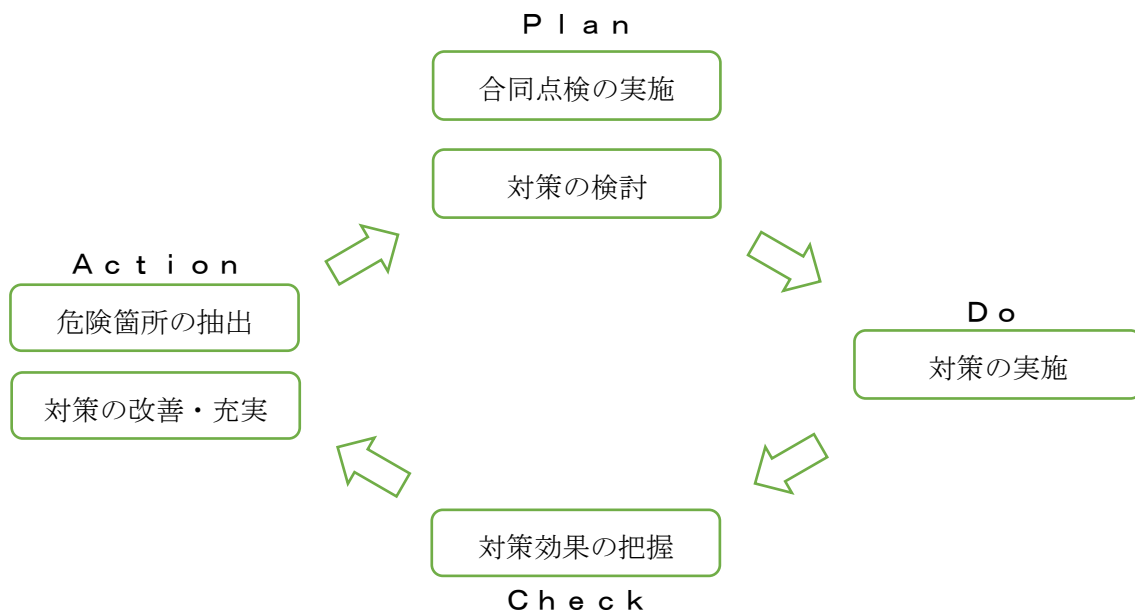 Ｐｌａｎ
合同点検の実施
対策の検討
Ａｃｔｉｏｎ
危険箇所の抽出
対策の改善・充実
Ｄｏ
対策の実施
対策効果の把握
Ｃｈｅｃｋ